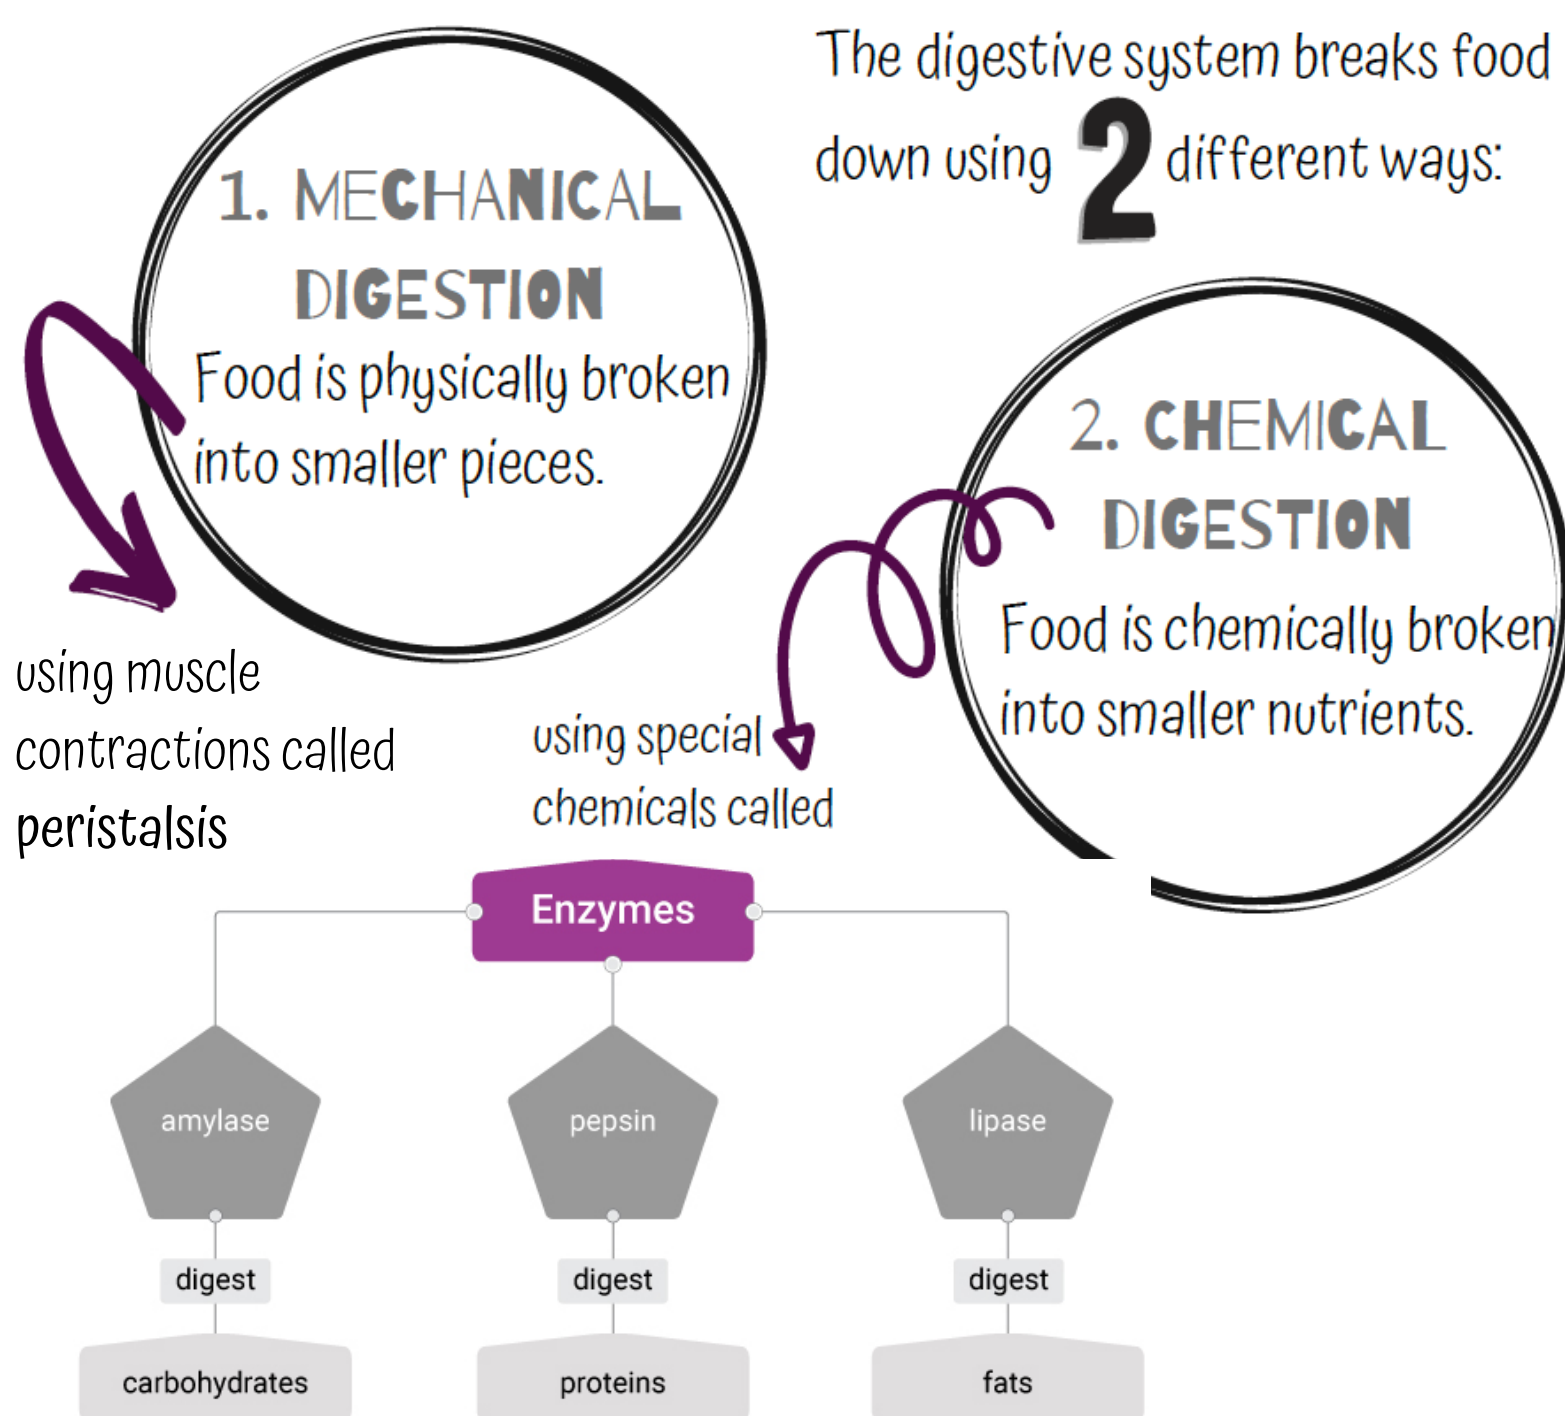 The digestive system breaks food
down using 2 different ways:
1. MECHANICAL
DIGESTION
Food is physically broken
into smaller pieces.
using muscle
contractions called
peristalsis
2. CHEMICAL
DIGESTION
Food is chemically broken
into smaller nutrients.
using special
chemicals called
Enzymes
amylase pepsin lipase
digest digest digest
carbohydrates proteins fats